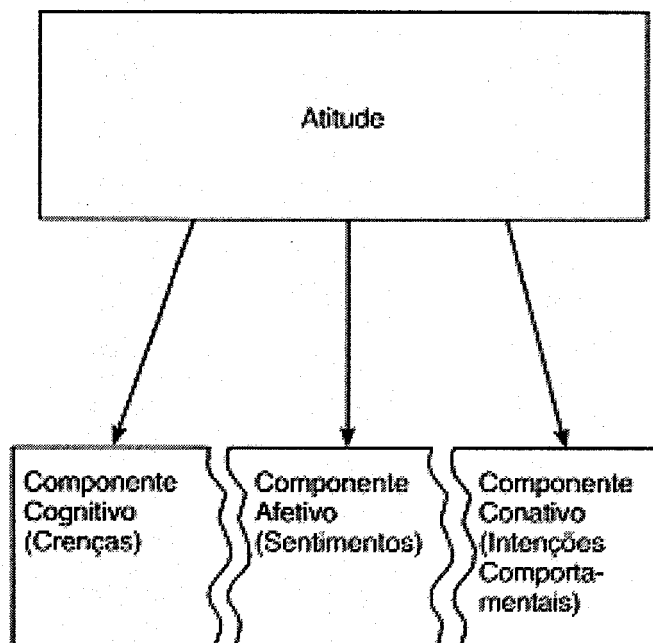 Atitude
Componente
Cognitivo
(Crenças)
Componente
Afetivo
(Sentimentos)
Componente
Conativo
(Intenções
Comporta-
mentais)